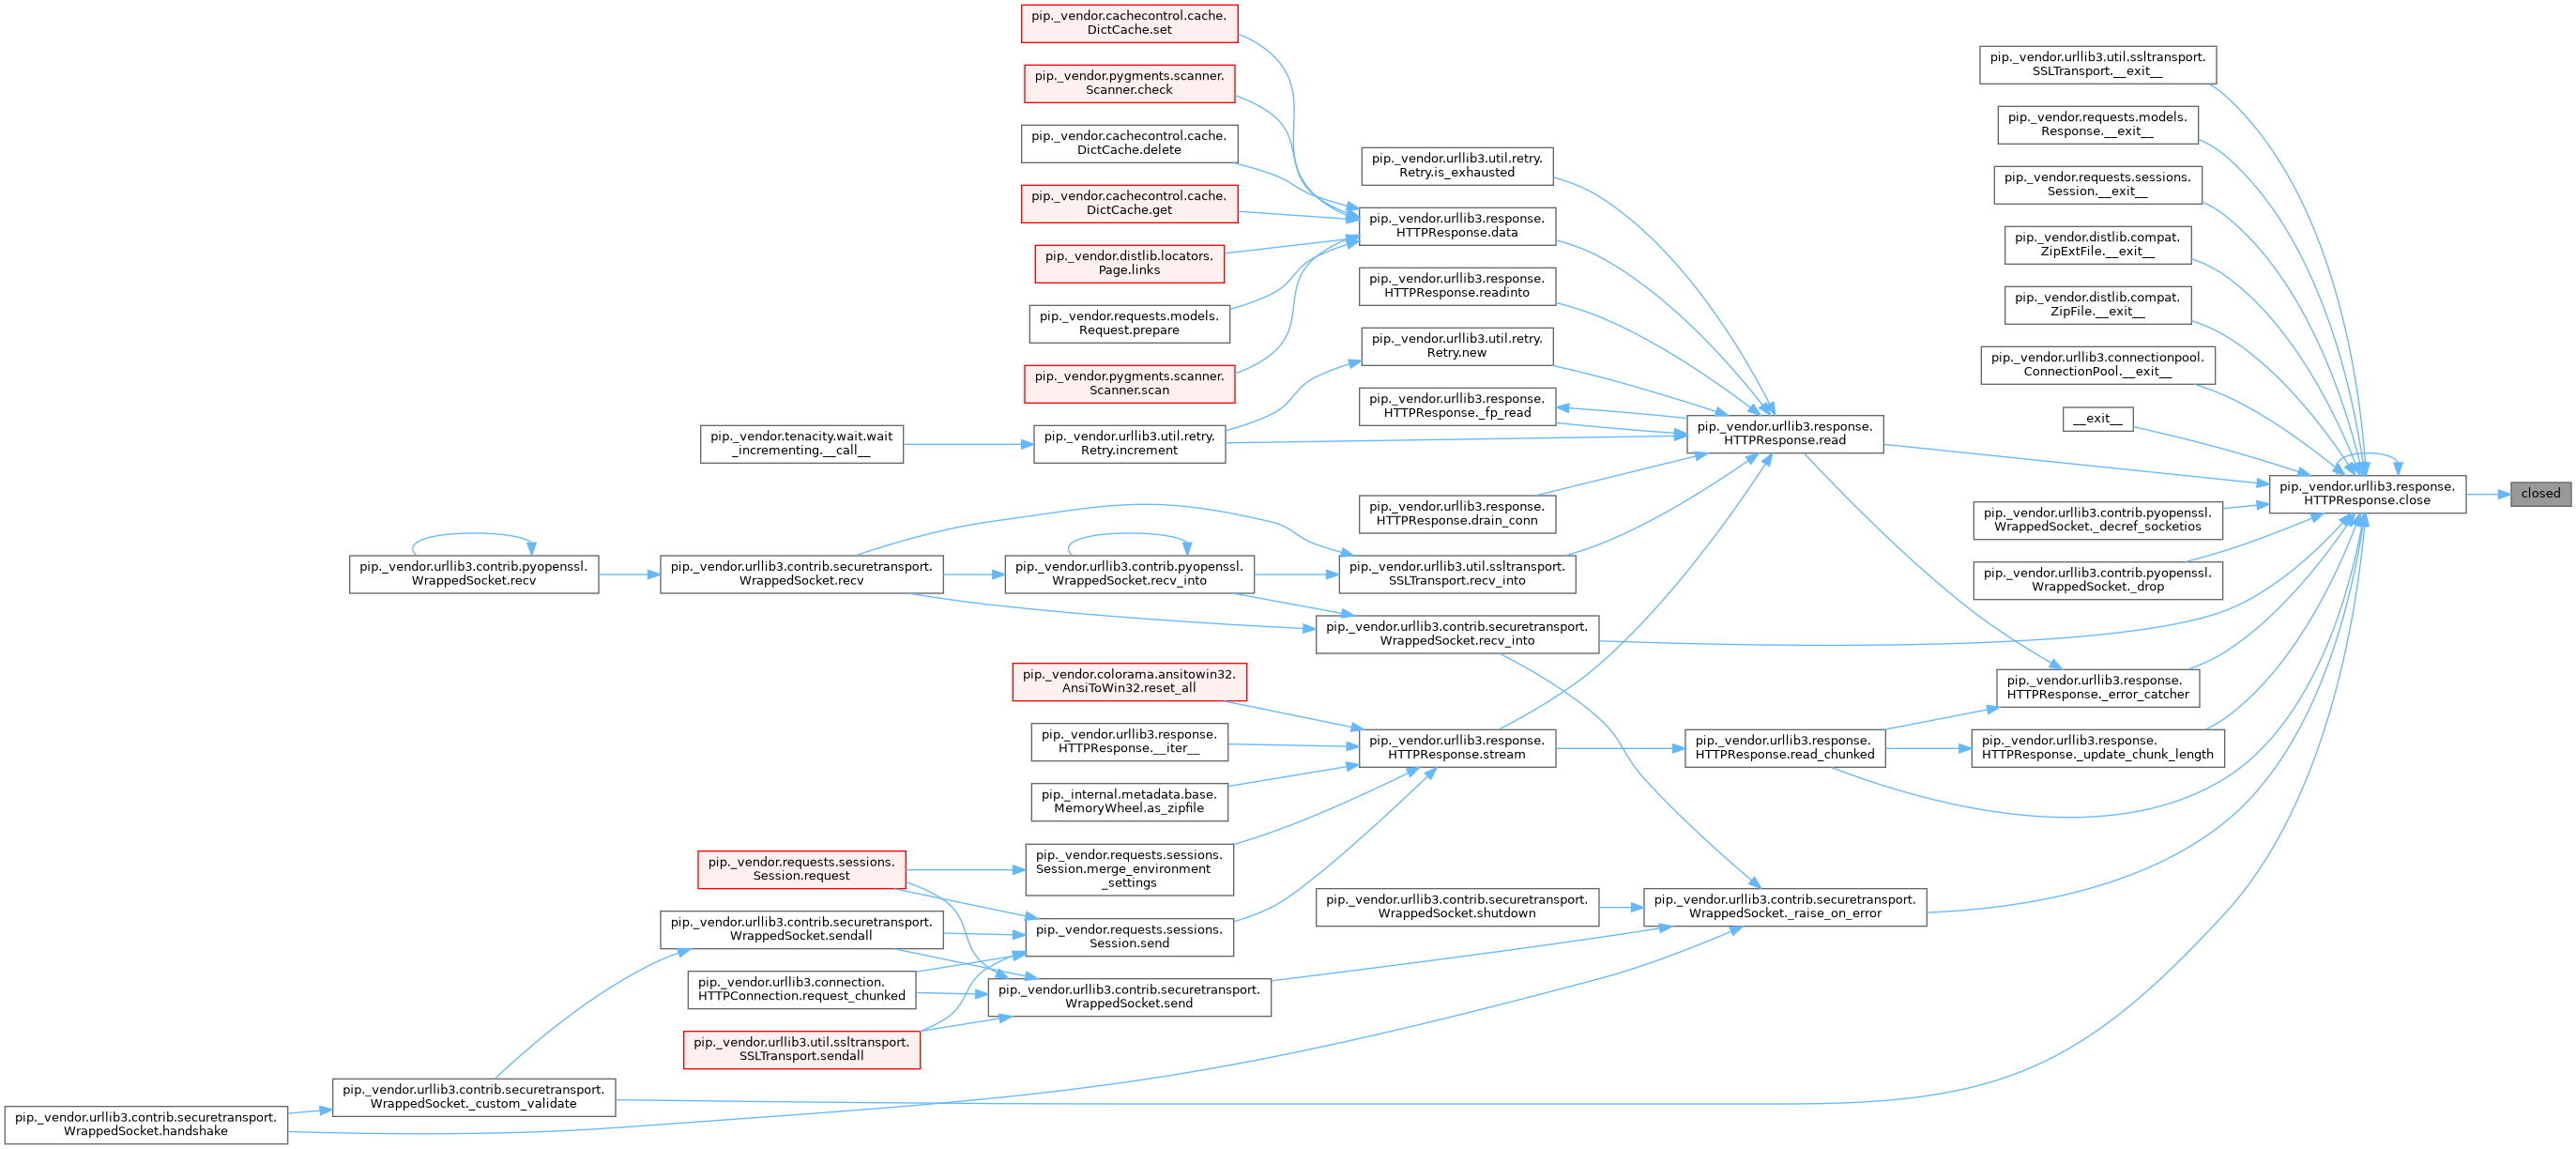 pip._vendor.cachecontrol.cache.
DictCache.set
pip._vendor.pygments.scanner.
Scanner.check
pip._vendor.cachecontrol.cache.
DictCache.delete
pip._vendor.cachecontrol.cache.
DictCache.get
pip._vendor.distlib.locators.
Page.links
pip._vendor.requests.models.
Request.prepare
pip._vendor.pygments.scanner.
Scanner.scan
pip._vendor.tenacity.wait.wait
_incrementing.__call__
pip._vendor.urllib3.util.retry.
Retry.increment
pip._vendor.urllib3.util.retry.
Retry.is_exhausted
pip._vendor.urllib3.response.
HTTPResponse.data
pip._vendor.urllib3.response.
HTTPResponse.readinto
pip._vendor.urllib3.util.retry.
Retry.new
pip._vendor.urllib3.response.
HTTPResponse._fp_read
pip._vendor.urllib3.response.
HTTPResponse.read
pip._vendor.urllib3.response.
HTTPResponse.drain_conn
pip._vendor.urllib3.util.ssltransport.
SSLTransport.__exit__
pip._vendor.requests.models.
Response.__exit__
pip._vendor.requests.sessions.
Session.__exit__
pip._vendor.distlib.compat.
ZipExtFile.__exit__
pip._vendor.distlib.compat.
ZipFile.__exit__
pip._vendor.urllib3.connectionpool.
ConnectionPool.__exit__
__exit__
pip._vendor.urllib3.response.
HTTPResponse.close
closed
pip._vendor.urllib3.contrib.pyopenssl.
WrappedSocket._decref_socketios
pip._vendor.urllib3.contrib.pyopenssl.
WrappedSocket._drop
pip._vendor.urllib3.contrib.pyopenssl.
WrappedSocket.recv
pip._vendor.urllib3.contrib.securetransport.
WrappedSocket.recv
pip._vendor.urllib3.contrib.pyopenssl.
WrappedSocket.recv_into
pip._vendor.urllib3.util.ssltransport.
SSLTransport.recv_into
pip._vendor.urllib3.contrib.securetransport.
WrappedSocket.recv_into
pip._vendor.urllib3.response.
HTTPResponse._error_catcher
pip._vendor.colorama.ansitowin32.
AnsiToWin32.reset_all
pip._vendor.urllib3.response.
HTTPResponse.__iter__
pip._vendor.urllib3.response.
HTTPResponse.stream
pip._vendor.urllib3.response.
HTTPResponse.read_chunked
pip._vendor.urllib3.response.
HTTPResponse._update_chunk_length
pip._internal.metadata.base.
MemoryWheel.as_zipfile
pip._vendor.requests.sessions.
Session.request
pip._vendor.requests.sessions.
Session.merge_environment
_settings
pip._vendor.urllib3.contrib.securetransport.
WrappedSocket.shutdown
pip._vendor.urllib3.contrib.securetransport.
WrappedSocket._raise_on_error
pip._vendor.urllib3.contrib.securetransport.
WrappedSocket.sendall
pip._vendor.requests.sessions.
Session.send
pip._vendor.urllib3.connection.
HTTPConnection.request_chunked
pip._vendor.urllib3.contrib.securetransport.
WrappedSocket.send
pip._vendor.urllib3.util.ssltransport.
SSLTransport.sendall
pip._vendor.urllib3.contrib.securetransport.
WrappedSocket._custom_validate
pip._vendor.urllib3.contrib.securetransport.
WrappedSocket.handshake